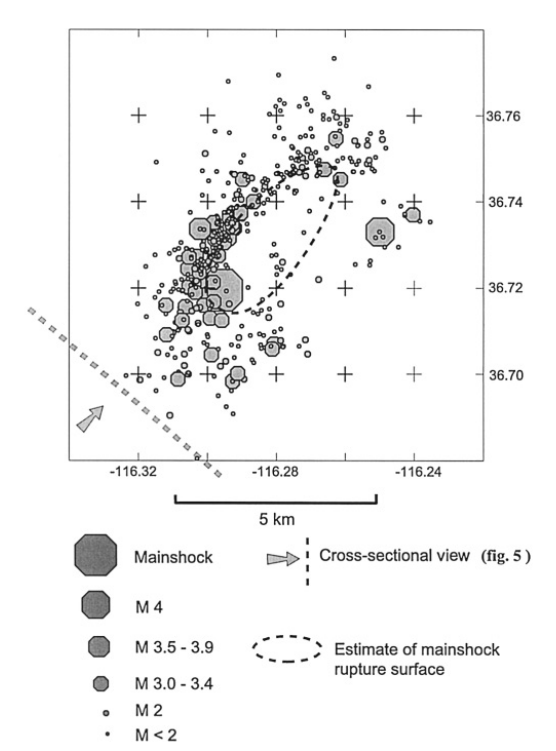 36.76
36.74
36.72
36.70
-116.32 -116.28 -116.24
5 km
Mainshock
Cross-sectional view (fig. 5)
M 4
M 3.5 - 3.9
Estimate of mainshock
rupture surface
M 3.0 - 3.4
M 2
M < 2